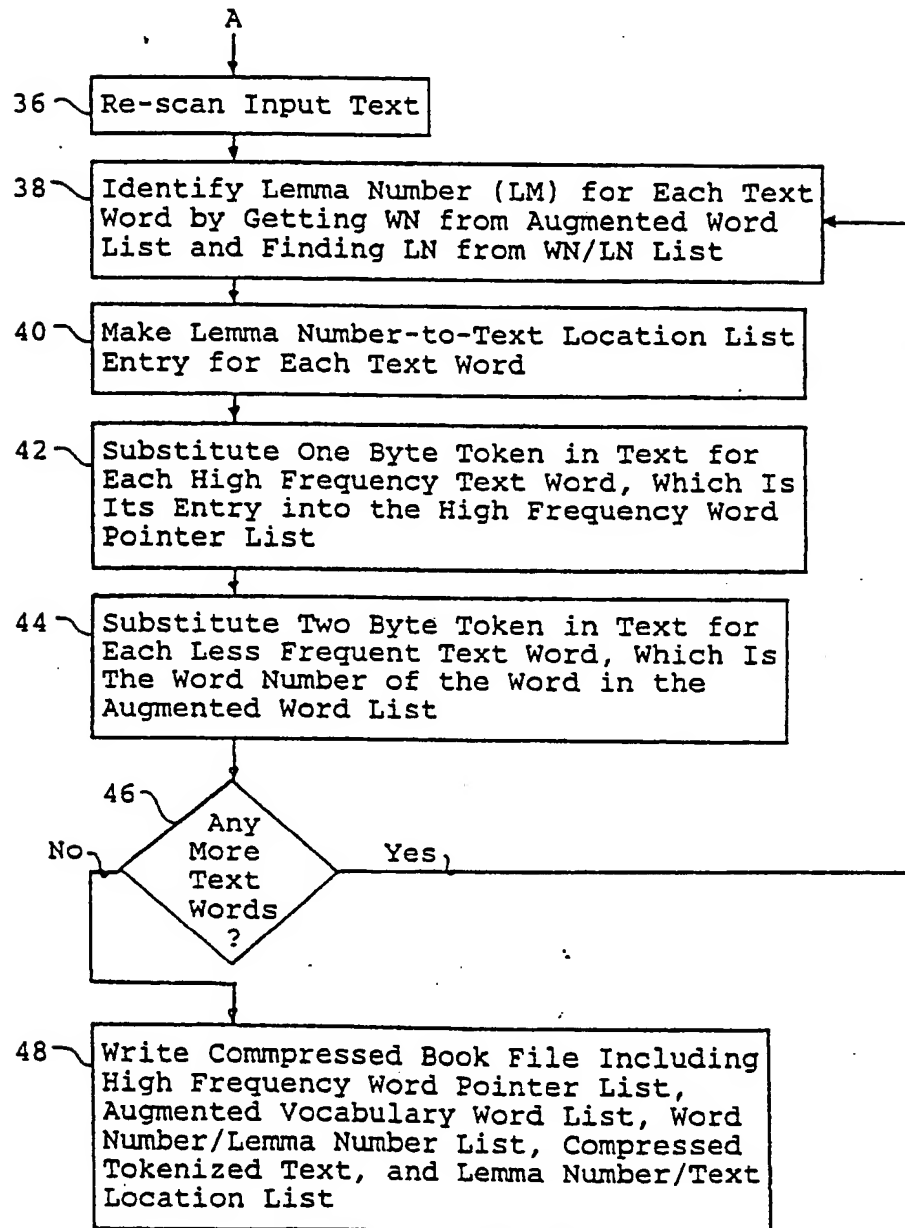 A
36 Re-scan Input Text
38 Identify Lemma Number (LM) for Each Text
Word by Getting WN from Augmented Word
List and Finding LN from WN/LN List
40 Make Lemma Number-to-Text Location List
Entry for Each Text Word
42 Substitute One Byte Token in Text for
Each High Frequency Text Word, Which Is
Its Entry into the High Frequency Word
Pointer List
44 Substitute Two Byte Token in Text for
Each Less Frequent Text Word, Which Is
The Word Number of the Word in the
Augmented Word List
46
Any
No More Yes
Text
Words
?
48 Write Commpressed Book File Including
High Frequency Word Pointer List,
Augmented Vocabulary Word List, Word
Number/Lemma Number List, Compressed
Tokenized Text, and Lemma Number/Text
Location List